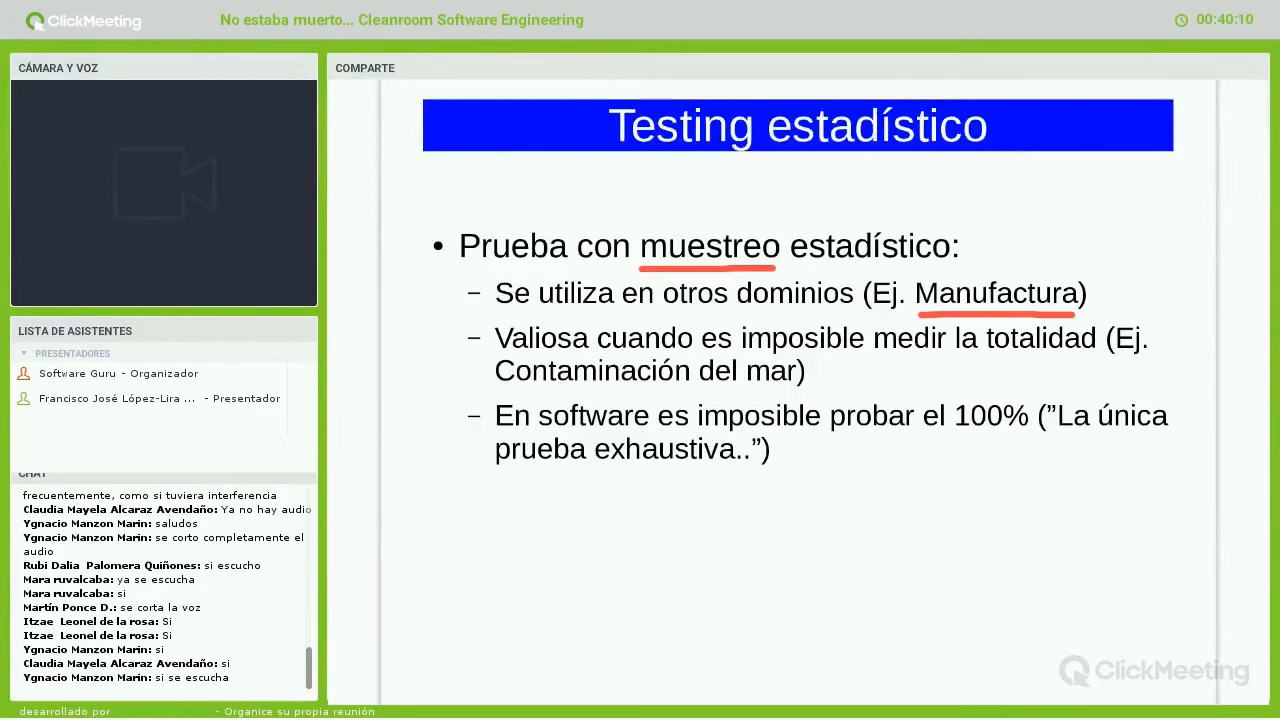 ClickMeeting
No estaba muerto... Cleanroom Software Engineering
00:40:10
CÁMARA Y VOZ
LISTA DE ASISTENTES
PRESENTADORES
Software Guru - Organizador
Francisco José López-Lira ... - Presentador
CHAT
frecuentemente, como si tuviera interferencia
Claudia Mayela Alcaraz Avendaño: Ya no hay audio
Ygnacio Manzon Marin: saludos
Ygnacio Manzon Marin: se corto completamente el
audio
Rubi Dalia Palomera Quiñones: si escucho
Mara ruvalcaba: ya se escucha
Mara ruvalcaba: si
Martín Ponce D.: se corta la voz
Itzae Leonel de la rosa: Si
Itzae Leonel de la rosa: Si
Ygnacio Manzon Marin: si
Claudia Mayela Alcaraz Avendaño: si
Ygnacio Manzon Marin: si se escucha
COMPARTE
Testing estadístico
• Prueba con muestreo estadístico:
– Se utiliza en otros dominios (Ej. Manufactura)
– Valiosa cuando es imposible medir la totalidad (Ej.
Contaminación del mar)
– En software es imposible probar el 100% (”La única
prueba exhaustiva..”)
ClickMeeting
desarrollado por - Organice su propia reunión